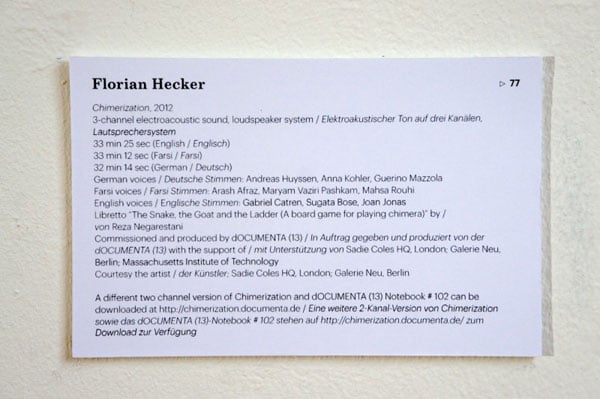 Florian Hecker
▷ 77
Chimerization, 2012
3-channel electroacoustic sound, loudspeaker system / Elektroakustischer Ton auf drei Kanälen,
Lautsprechersystem
33 min 25 sec (English / Englisch)
33 min 12 sec (Farsi / Farsi)
32 min 14 sec (German / Deutsch)
German voices / Deutsche Stimmen: Andreas Huyssen, Anna Kohler, Guerino Mazzola
Farsi voices / Farsi Stimmen: Arash Afraz, Maryam Vaziri Pashkam, Mahsa Rouhi
English voices / Englische Stimmen: Gabriel Catren, Sugata Bose, Joan Jonas
Libretto "The Snake, the Goat and the Ladder (A board game for playing chimera)" by /
von Reza Negarestani
Commissioned and produced by dOCUMENTA (13) / In Auftrag gegeben und produziert von der
dOCUMENTA (13) with the support of / mit Unterstützung von Sadie Coles HQ, London; Galerie Neu,
Berlin; Massachusetts Institute of Technology
Courtesy the artist / der Künstler; Sadie Coles HQ, London; Galerie Neu, Berlin
A different two channel version of Chimerization and dOCUMENTA (13) Notebook # 102 can be
downloaded at http://chimerization.documenta.de / Eine weitere 2-Kanal-Version von Chimerization
sowie das dOCUMENTA (13)-Notebook # 102 stehen auf http://chimerization.documenta.de/ zum
Download zur Verfügung